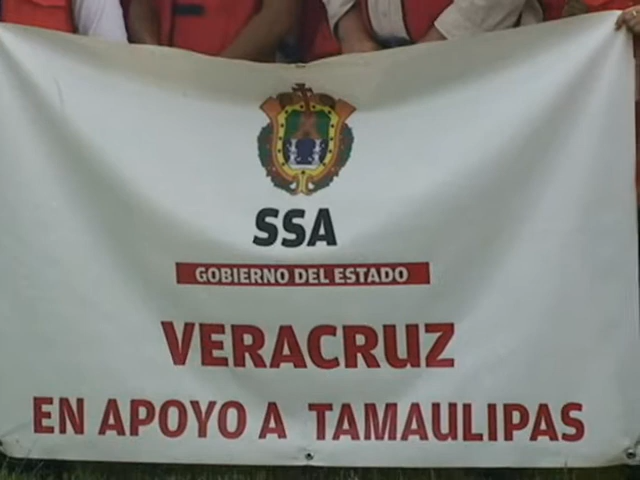 SSA
GOBIERNO DEL ESTADO
VERACRUZ
EN APOYO A TAMAULIPAS